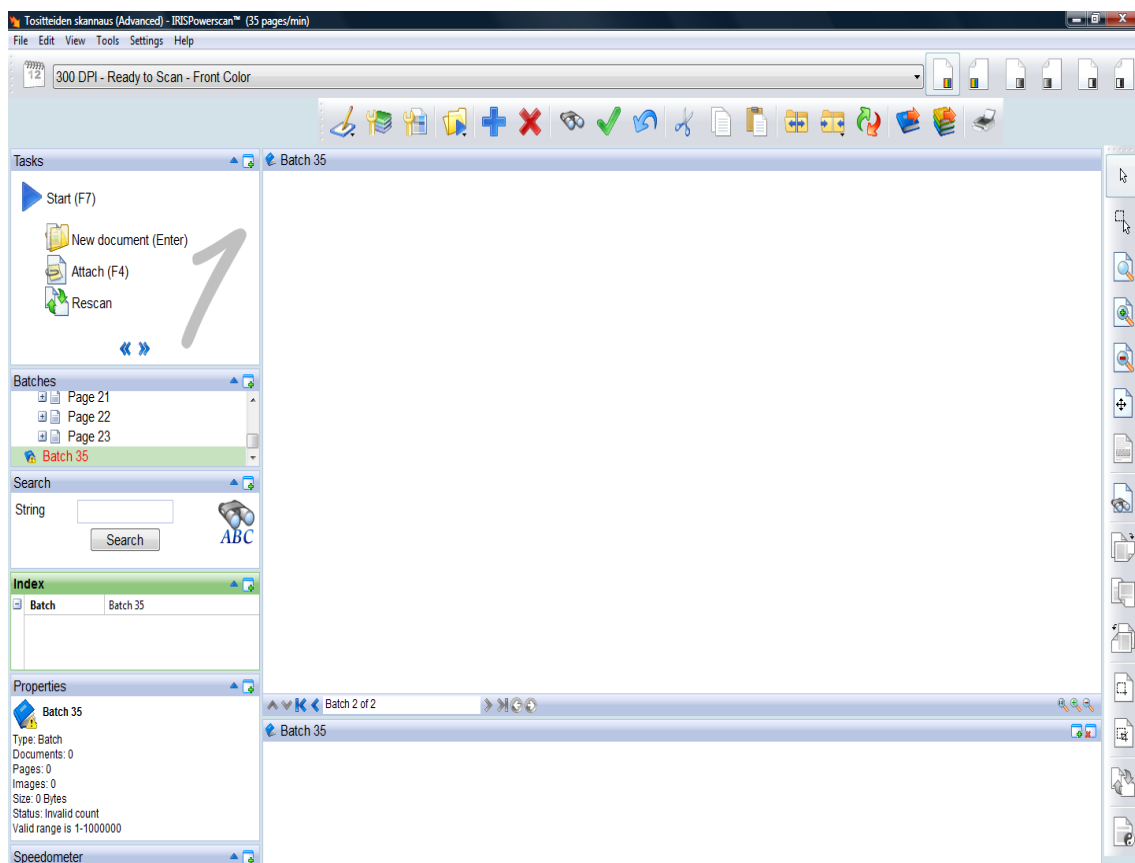 Tositteiden skannaus (Advanced) - IRISPowerscan™ (35 pages/min)
File Edit View Tools Settings Help
12
300 DPI - Ready to Scan - Front Color
Tasks
Batch 35
Start (F7)
New document (Enter)
Attach (F4)
Rescan
1
Batches
Page 21
Page 22
Page 23
Batch 35
Search
String
Search
ABC
Index
Batch Batch 35
Properties
Batch 35
Type: Batch
Documents: 0
Pages: 0
Images: 0
Size: 0 Bytes
Status: Invalid count
Valid range is 1-1000000
Speedometer
Batch 2 of 2
Batch 35